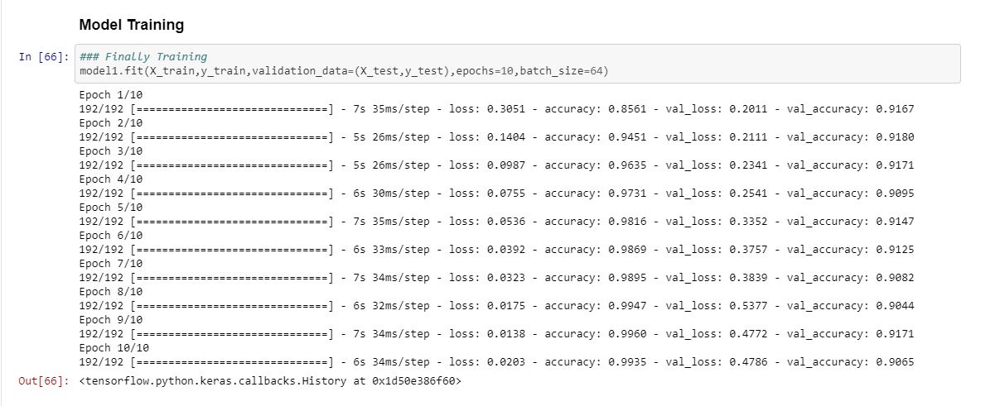 Model Training
In [66]: ### Finally Training
model1.fit(X_train,y_train,validation_data=(X_test,y_test),epochs=10,batch_size=64)
Epoch 1/10
192/192 [==============================] - 7s 35ms/step - loss: 0.3051 - accuracy: 0.8561 - val_loss: 0.2011 - val_accuracy: 0.9167
Epoch 2/10
192/192 [==============================] - 5s 26ms/step - loss: 0.1404 - accuracy: 0.9451 - val_loss: 0.2111 - val_accuracy: 0.9180
Epoch 3/10
192/192 [==============================] - 5s 26ms/step - loss: 0.0987 - accuracy: 0.9635 - val_loss: 0.2341 - val_accuracy: 0.9171
Epoch 4/10
192/192 [==============================] - 6s 30ms/step - loss: 0.0755 - accuracy: 0.9731 - val_loss: 0.2541 - val_accuracy: 0.9095
Epoch 5/10
192/192 [==============================] - 7s 35ms/step - loss: 0.0536 - accuracy: 0.9816 - val_loss: 0.3352 - val_accuracy: 0.9147
Epoch 6/10
192/192 [==============================] - 6s 33ms/step - loss: 0.0392 - accuracy: 0.9869 - val_loss: 0.3757 - val_accuracy: 0.9125
Epoch 7/10
192/192 [==============================] - 7s 34ms/step - loss: 0.0323 - accuracy: 0.9895 - val_loss: 0.3839 - val_accuracy: 0.9082
Epoch 8/10
192/192 [==============================] - 6s 32ms/step - loss: 0.0175 - accuracy: 0.9947 - val_loss: 0.5377 - val_accuracy: 0.9044
Epoch 9/10
192/192 [==============================] - 7s 34ms/step - loss: 0.0138 - accuracy: 0.9960 - val_loss: 0.4772 - val_accuracy: 0.9171
Epoch 10/10
192/192 [==============================] - 6s 34ms/step - loss: 0.0203 - accuracy: 0.9935 - val_loss: 0.4786 - val_accuracy: 0.9065
Out[66]: <tensorflow.python.keras.callbacks.History at 0x1d50e386f60>